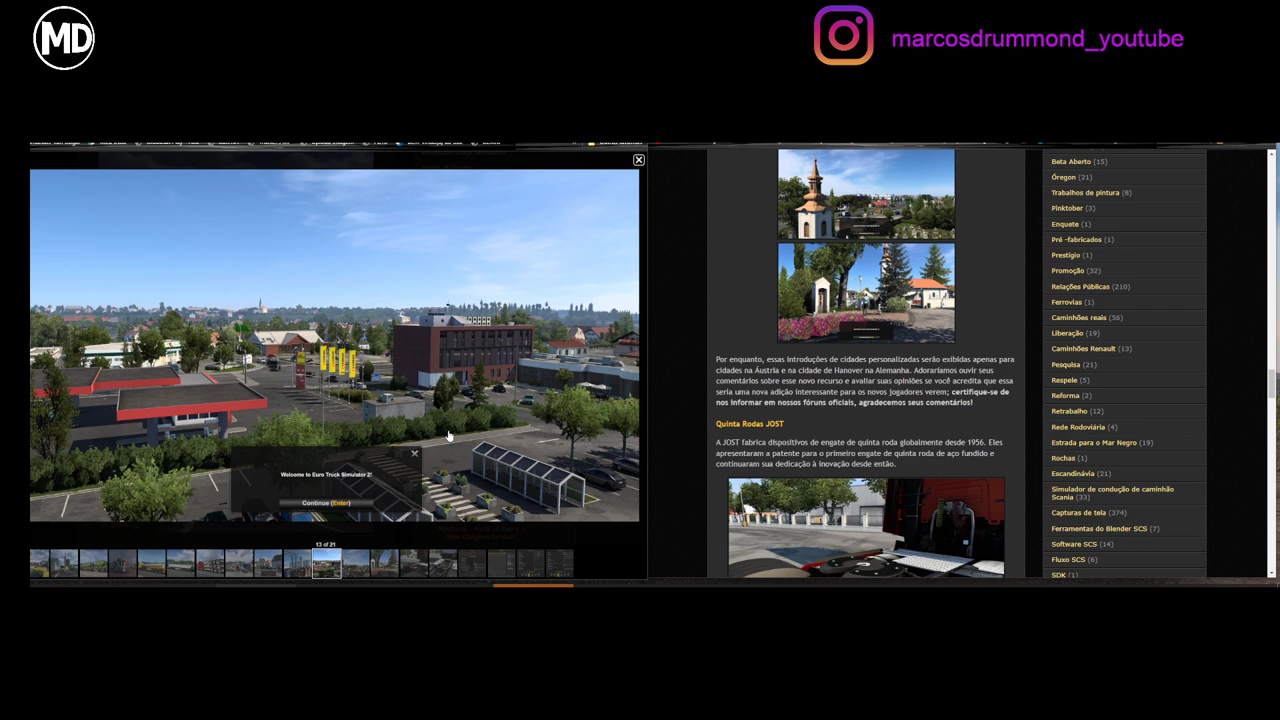 MD
marcosdrummond_youtube
Welcome to Euro Truck Simulator 2!
Continue (Enter)
13 of 21
Por enquanto, essas introduções de cidades personalizadas serão exibidas apenas para
cidades na Áustria e na cidade de Hanover na Alemanha. Adoraríamos ouvir seus
comentários sobre esse novo recurso e avaliar suas opiniões se você acredita que essa
seria uma nova adição interessante para os novos jogadores verem; certifique-se de
nos informar em nossos fóruns oficiais, agradecemos seus comentários!
Quinta Rodas JOST
A JOST fabrica dispositivos de engate de quinta roda globalmente desde 1956. Eles
apresentaram a patente para o primeiro engate de quinta roda de aço fundido e
continuaram sua dedicação à inovação desde então.
Beta Aberto (15)
Óregon (21)
Trabalhos de pintura (8)
Pinktober (3)
Enquete (1)
Pré -fabricados (1)
Prestígio (1)
Promoção (32)
Relações Públicas (210)
Ferrovias (1)
Caminhões reais (56)
Liberação (19)
Caminhões Renault (13)
Pesquisa (21)
Respele (5)
Reforma (2)
Retrabalho (12)
Rede Rodoviária (4)
Estrada para o Mar Negro (19)
Rochas (1)
Escandinávia (21)
Simulador de condução de caminhão
Scania (33)
Capturas de tela (374)
Ferramentas do Blender SCS (7)
Software SCS (14)
Fluxo SCS (6)
SDK (1)